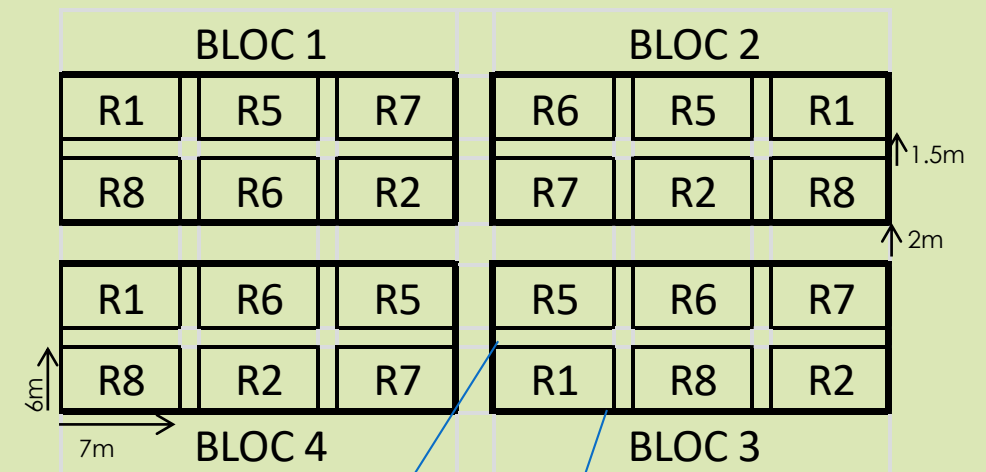 BLOC 1 BLOC 2
R1 R5 R7 R6 R5 R1
1.5m
R8 R6 R2 R7 R2 R8
2m
R1 R6 R5 R5 R6 R7
6m
R8 R2 R7 R1 R8 R2
7m
BLOC 4 BLOC 3